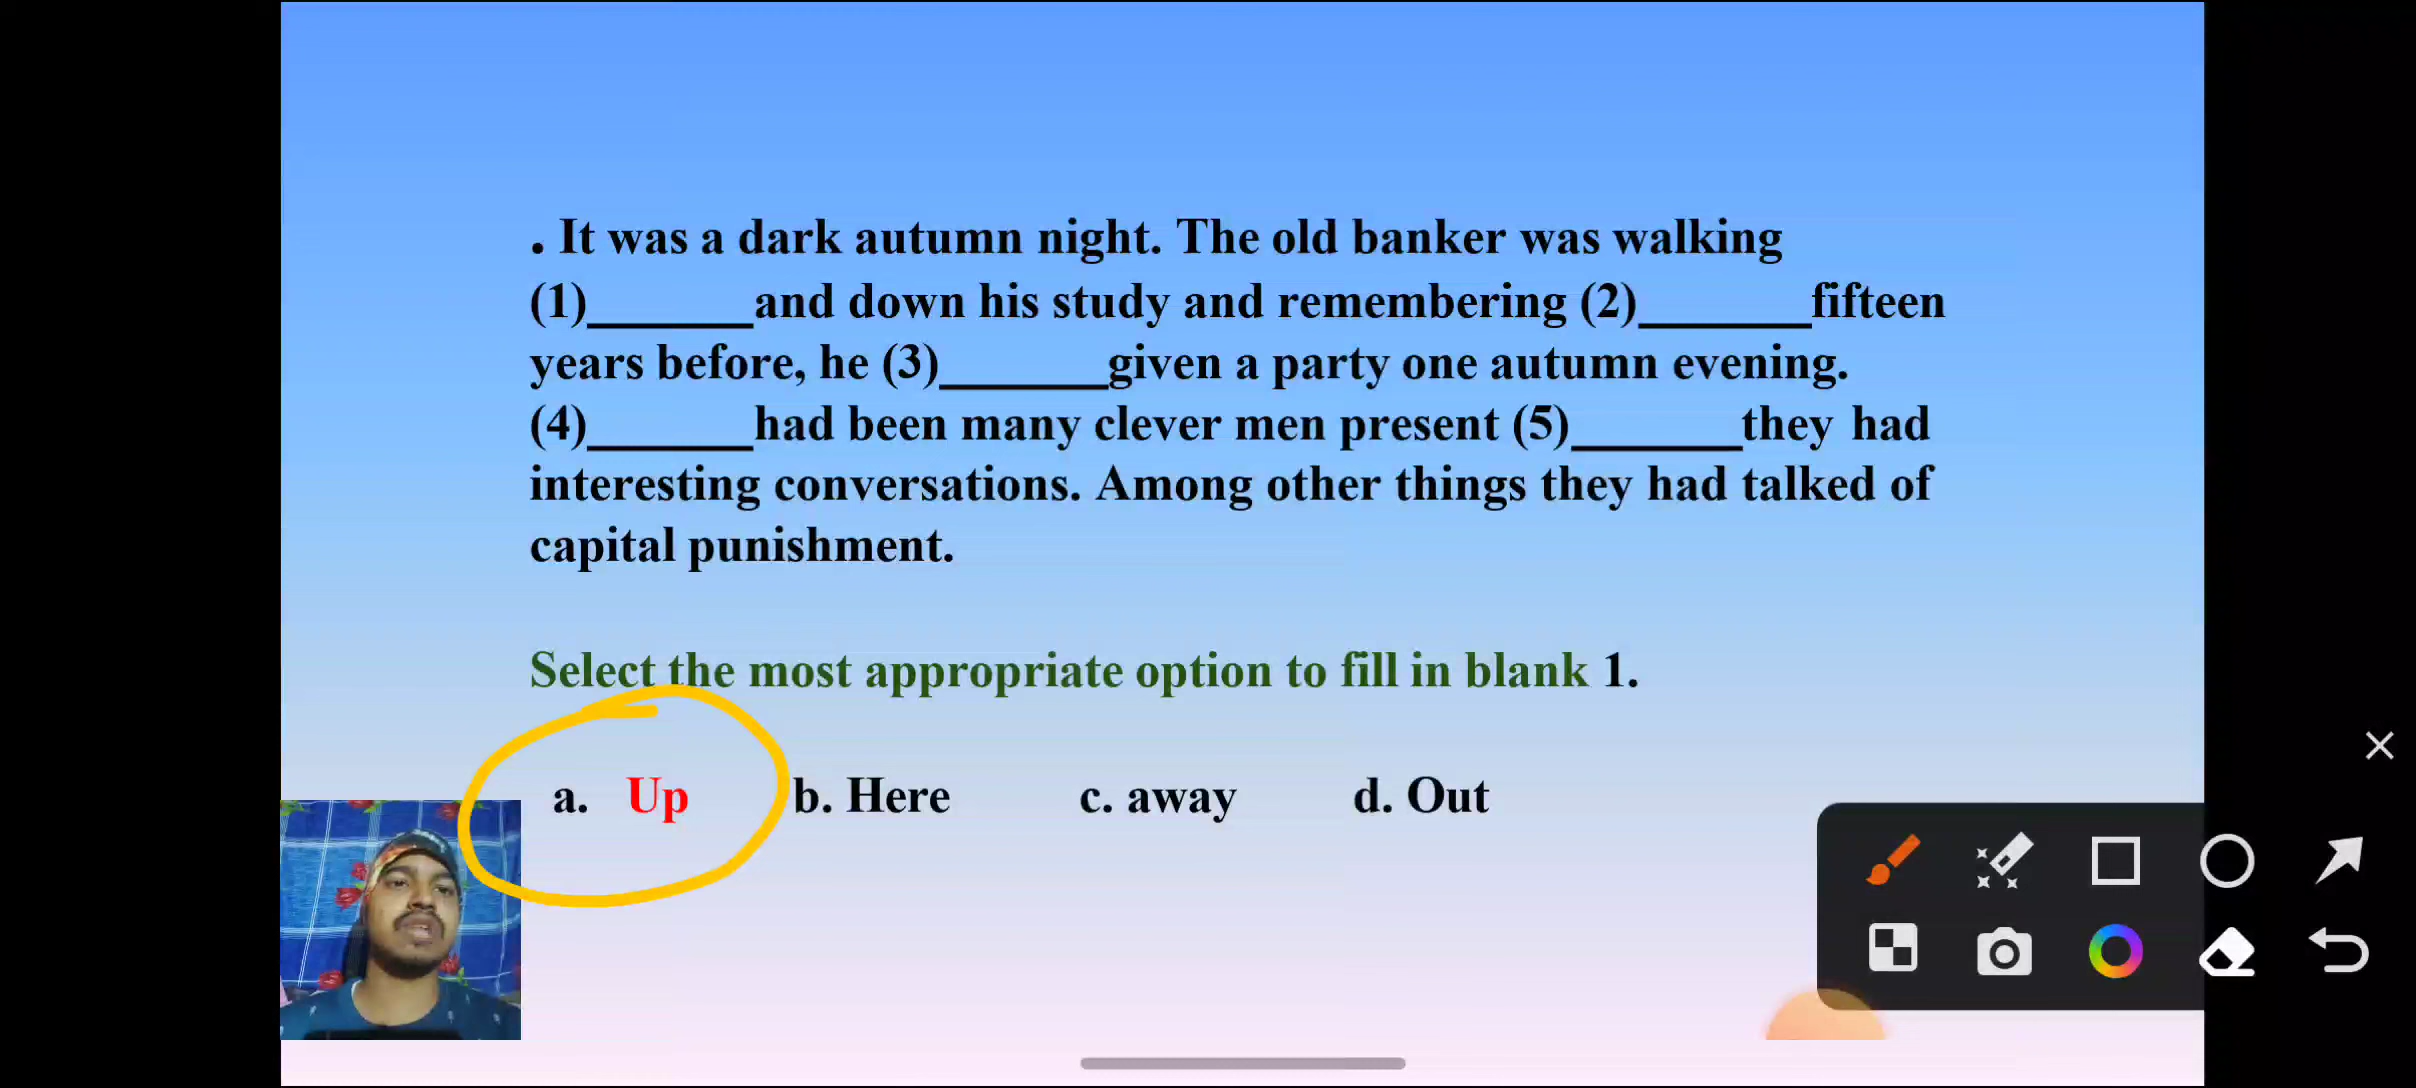 . It was a dark autumn night. The old banker was walking
(1)______and down his study and remembering (2)______fifteen
years before, he (3)______given a party one autumn evening.
(4)______had been many clever men present (5)______they had
interesting conversations. Among other things they had talked of
capital punishment.
Select the most appropriate option to fill in blank 1.
a. Up b. Here c. away d. Out